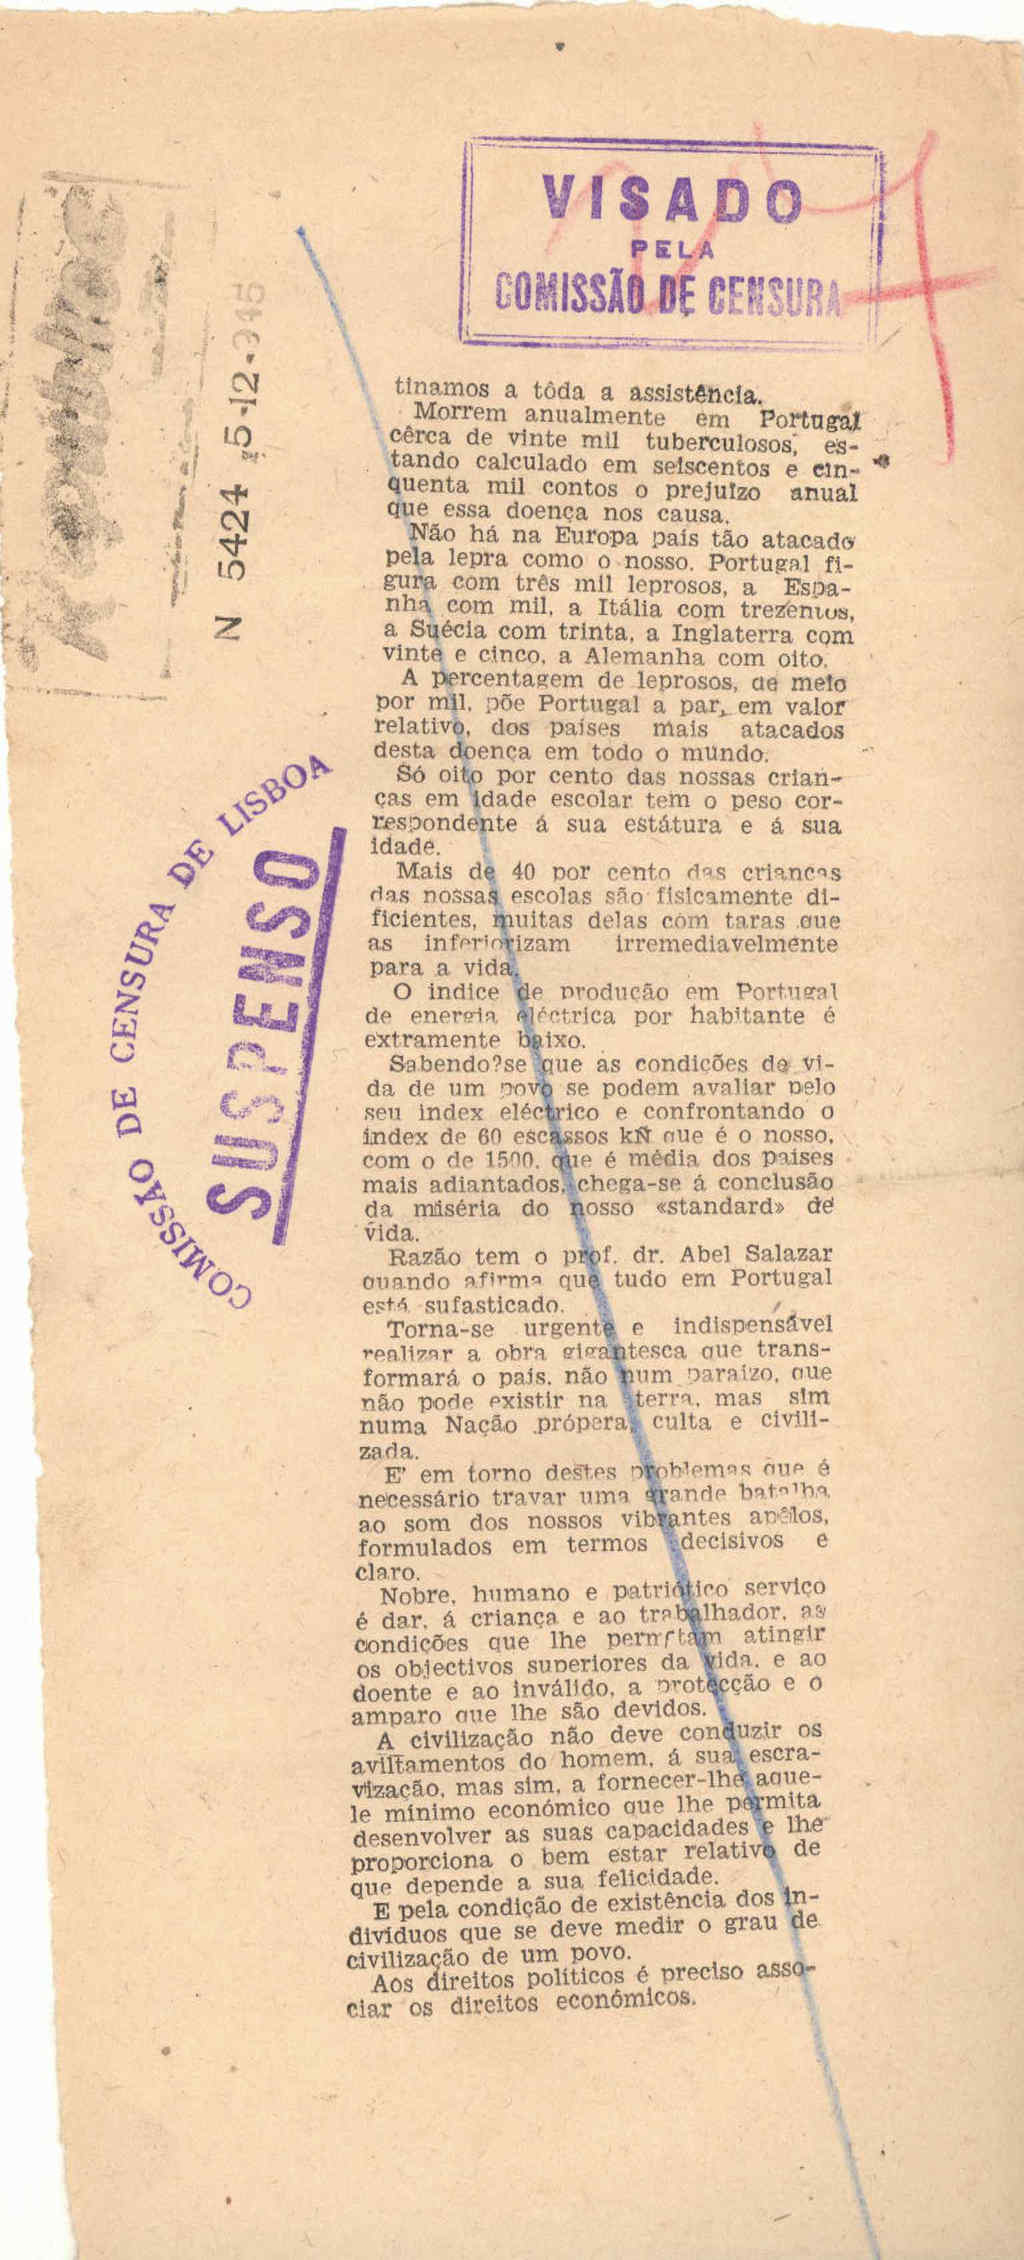 VISADO
PELA
COMISSÃO DE CENSURA
República
N 5424 .5-12-945
COMISSÃO DE CENSURA DE LISBOA
SUSPENSO
tinamos a tôda a assistência.
Morrem anualmente em Portugal
cêrca de vinte mil tuberculosos, es-
tando calculado em seiscentos e cin-
quenta mil contos o prejuízo anual
que essa doença nos causa.
Não há na Europa país tão atacado
pela lepra como o nosso. Portugal fi-
gura com três mil leprosos, a Espa-
nha com mil, a Itália com trezentos,
a Suécia com trinta, a Inglaterra com
vinte e cinco, a Alemanha com oito.
A percentagem de leprosos, de meio
por mil, põe Portugal a par, em valor
relativo, dos países mais atacados
desta doença em todo o mundo.
Só oito por cento das nossas crian-
ças em idade escolar tem o peso cor-
respondente á sua estátura e á sua
idade.
Mais de 40 por cento das crianças
das nossas escolas são fisicamente di-
ficientes, muitas delas com taras que
as inferiorizam irremediavelmente
para a vida.
O indice de produção em Portugal
de energia eléctrica por habitante é
extramente baixo.
Sabendo?se que as condições de vi-
da de um povo se podem avaliar pelo
seu index eléctrico e confrontando o
index de 60 escassos kÑ que é o nosso,
com o de 1500, que é média dos paises
mais adiantados, chega-se á conclusão
da miséria do nosso «standard» de
vida.
Razão tem o prof. dr. Abel Salazar
quando afirma que tudo em Portugal
está sufasticado.
Torna-se urgente e indispensável
realizar a obra gigantesca que trans-
formará o pais, não num paraizo, que
não pode existir na terra, mas sim
numa Nação própera, culta e civili-
zada.
E' em torno destes problemas que é
necessário travar uma grande batalha
ao som dos nossos vibrantes apêlos,
formulados em termos decisivos e
claro.
Nobre, humano e patriótico serviço
é dar, á criança e ao trabalhador, as
condições que lhe permitam atingir
os objectivos superiores da vida, e ao
doente e ao inválido, a protecção e o
amparo que lhe são devidos.
A civilização não deve conduzir os
aviltamentos do homem, á sua escra-
vização, mas sim, a fornecer-lhe aque-
le mínimo económico que lhe permita
desenvolver as suas capacidades e lhe
proporciona o bem estar relativo de
que depende a sua felicidade.
E pela condição de existência dos in-
dividuos que se deve medir o grau de
civilização de um povo.
Aos direitos politicos é preciso asso-
ciar os direitos económicos.